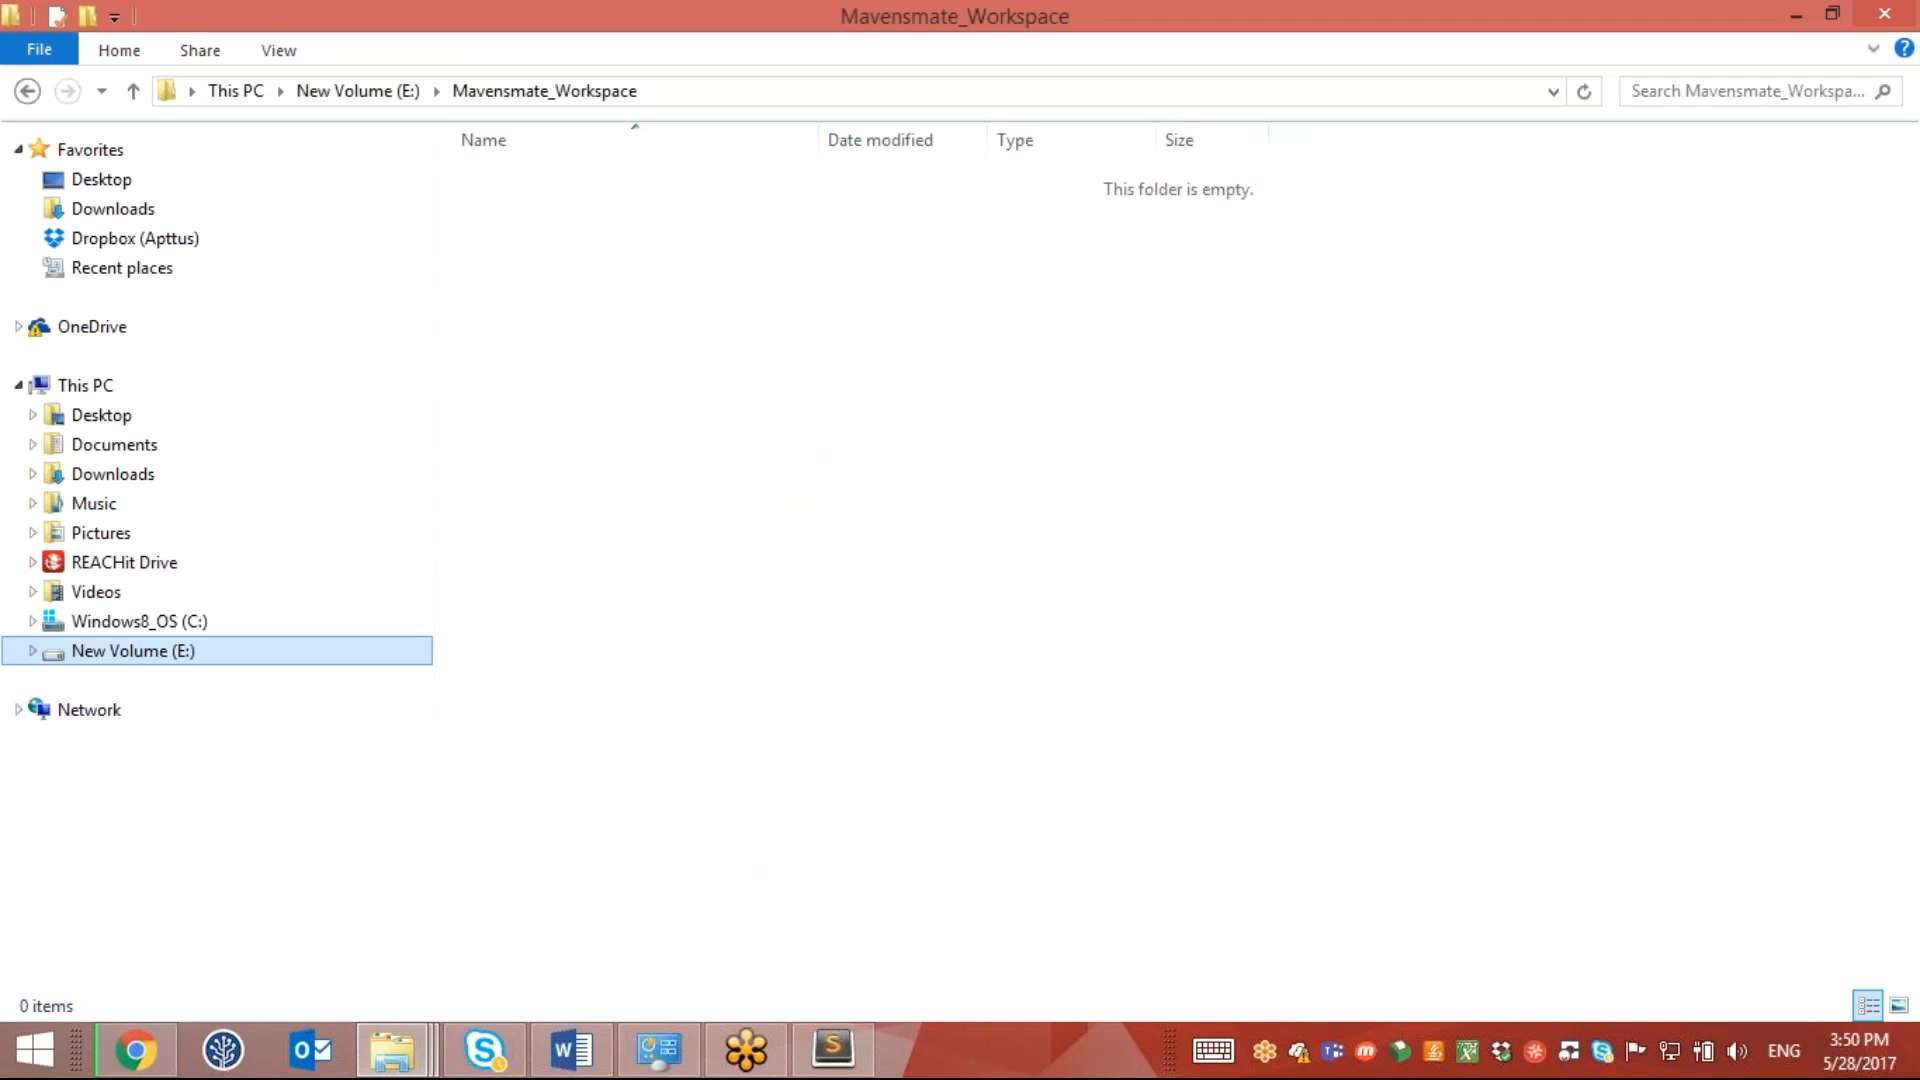 Mavensmate_Workspace
File Home Share View
This PC New Volume (E:) Mavensmate_Workspace
Search Mavensmate_Workspa...
Name Date modified Type Size
This folder is empty.
Favorites
Desktop
Downloads
Dropbox (Apttus)
Recent places
OneDrive
This PC
Desktop
Documents
Downloads
Music
Pictures
REACHit Drive
Videos
Windows8_OS (C:)
New Volume (E:)
Network
0 items
ENG
3:50 PM
5/28/2017